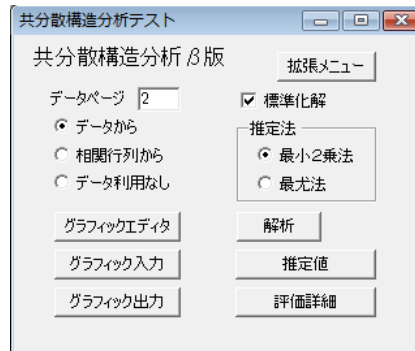 共分散構造分析テスト
共分散構造分析β版
拡張メニュー
データページ 2
標準化解
データから
相関行列から
データ利用なし
推定法
最小2乗法
最尤法
グラフィックエディタ
解析
グラフィック入力
推定値
グラフィック出力
評価詳細